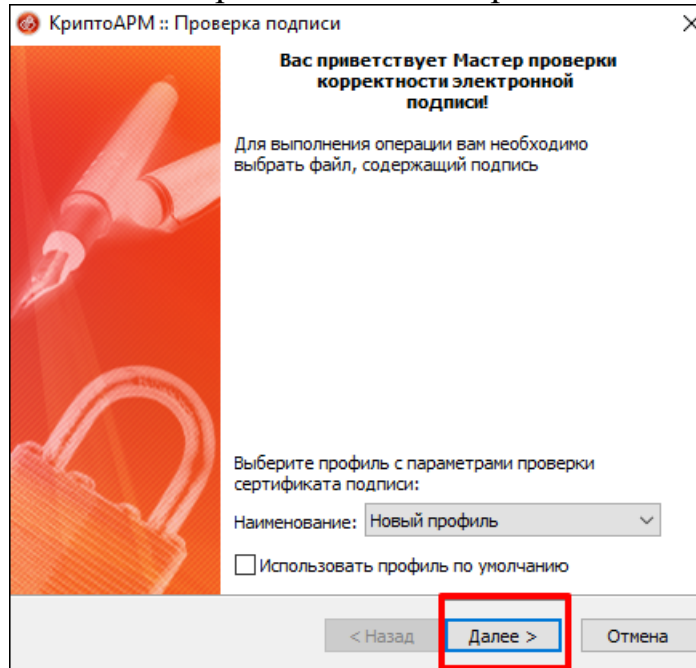 КриптоАРМ :: Проверка подписи
Вас приветствует Мастер проверки
корректности электронной
подписи!
Для выполнения операции вам необходимо
выбрать файл, содержащий подпись
Выберите профиль с параметрами проверки
сертификата подписи:
Наименование: Новый профиль
Использовать профиль по умолчанию
< Назад Далее > Отмена